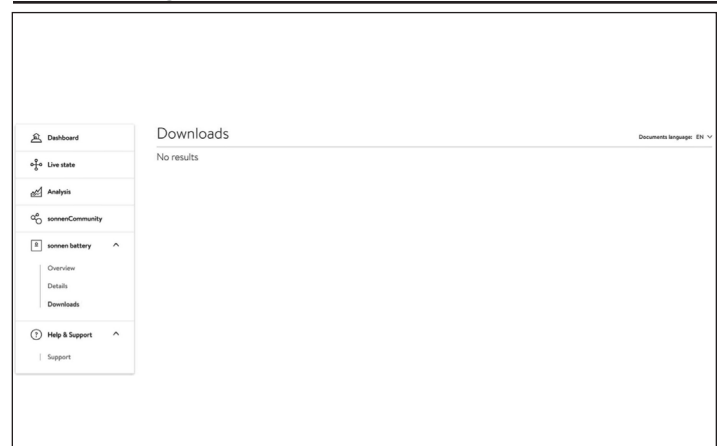 Dashboard
Live state
Analysis
sonnenCommunity
sonnen battery
Overview
Details
Downloads
Help & Support
Support
Downloads
Documents language: EN
No results